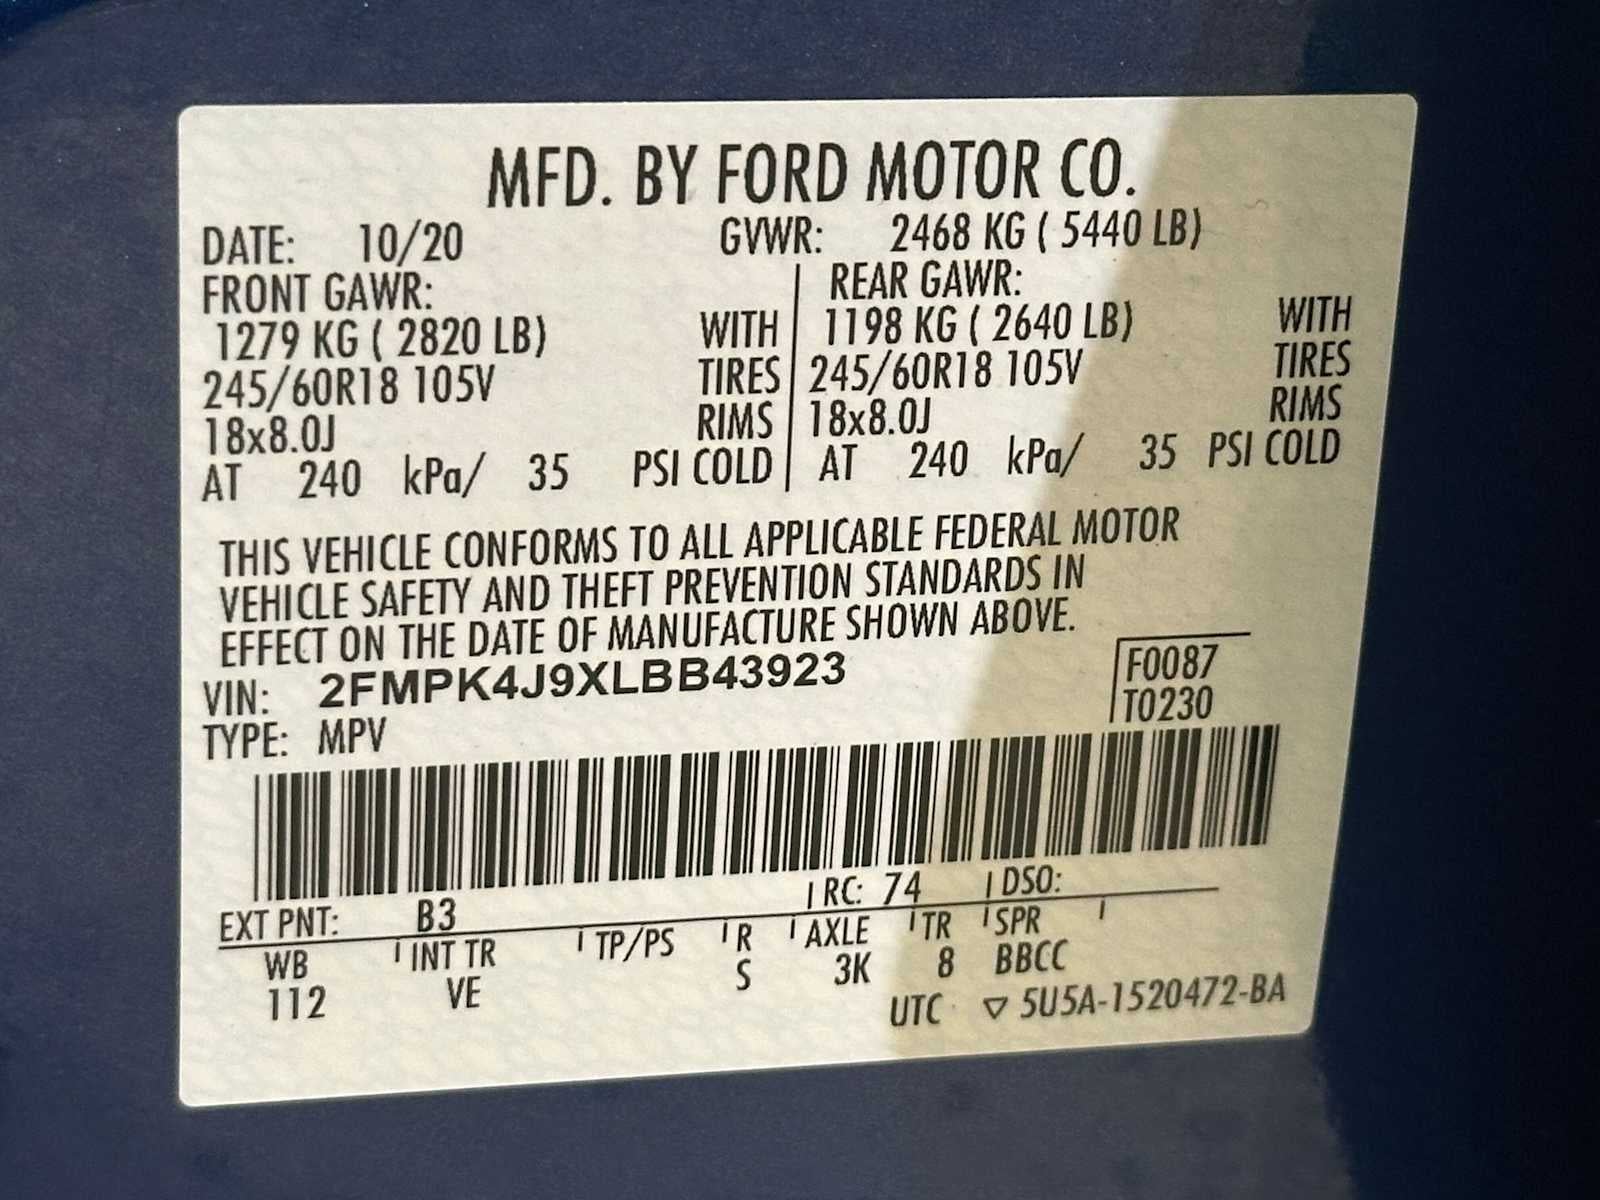 MFD. BY FORD MOTOR CO.
DATE: 10/20 GVWR: 2468 KG ( 5440 LB)
FRONT GAWR: REAR GAWR:
1279 KG ( 2820 LB) WITH 1198 KG ( 2640 LB) WITH
245/60R18 105V TIRES 245/60R18 105V TIRES
18x8.0J RIMS 18x8.0J RIMS
AT 240 kPa/ 35 PSI COLD AT 240 kPa/ 35 PSI COLD
THIS VEHICLE CONFORMS TO ALL APPLICABLE FEDERAL MOTOR
VEHICLE SAFETY AND THEFT PREVENTION STANDARDS IN
EFFECT ON THE DATE OF MANUFACTURE SHOWN ABOVE.
VIN: 2FMPK4J9XLBB43923 F0087
TYPE: MPV T0230
EXT PNT: B3 RC: 74 DSO:
WB INT TR TP/PS R AXLE TR SPR
112 VE S 3K 8 BBCC
UTC ▽ 5U5A-1520472-BA